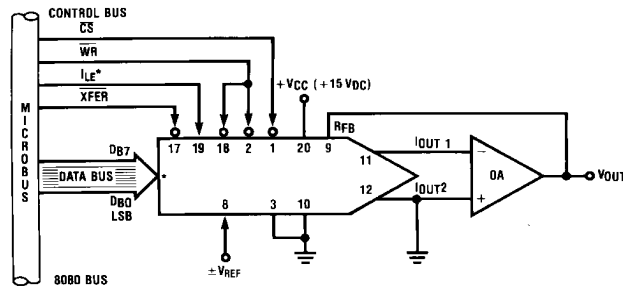 CONTROL BUS
CS
WR
ILE*
XFER
+VCC (+15 VDC)
MICROBUS
17 19 18 2 1 20 9
RFB
DB7
DATA BUS
DB0
LSB
*
8 3 10
11
12
IOUT 1
IOUT2
−
+
OA
VOUT
±VREF
8080 BUS